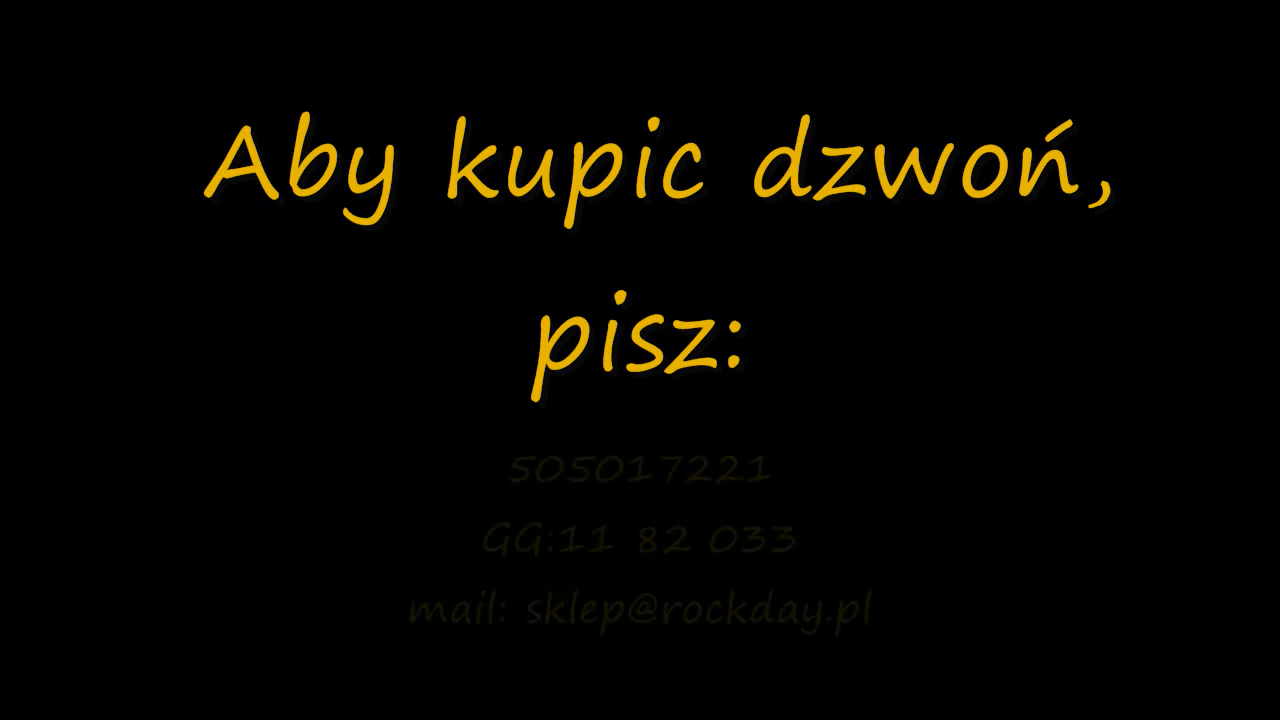 Aby kupic dzwoń,
pisz:
505017221
GG:11 82 033
mail: sklep@rockday.pl